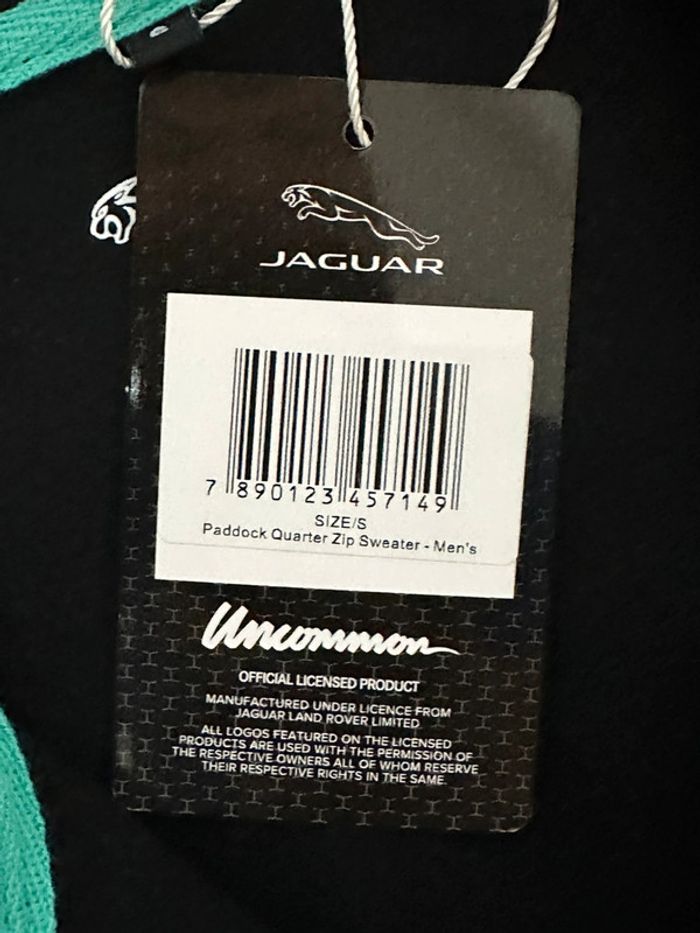 JAGUAR
7 890123 457149
SIZE/S
Paddock Quarter Zip Sweater - Men's
Uncommon
OFFICIAL LICENSED PRODUCT
MANUFACTURED UNDER LICENCE FROM
JAGUAR LAND ROVER LIMITED
ALL LOGOS FEATURED ON THE LICENSED
PRODUCTS ARE USED WITH THE PERMISSION OF
THE RESPECTIVE OWNERS ALL OF WHOM RESERVE
THEIR RESPECTIVE RIGHTS IN THE SAME.